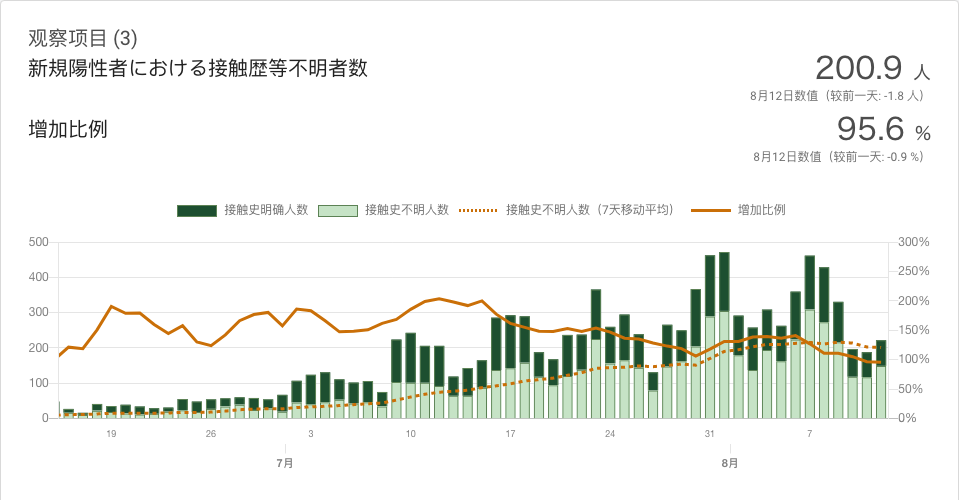 观察项目 (3)
新規陽性者における接触歴等不明者数
200.9 人
8月12日数值（较前一天: -1.8 人）
增加比例
95.6 %
8月12日数值（较前一天: -0.9 %）
接触史明确人数 接触史不明人数 接触史不明人数（7天移动平均） 增加比例
500 300%
250%
400
200%
300
150%
200
100%
100
50%
0 0%
19 26 3 10 17 24 31 7
7月 8月